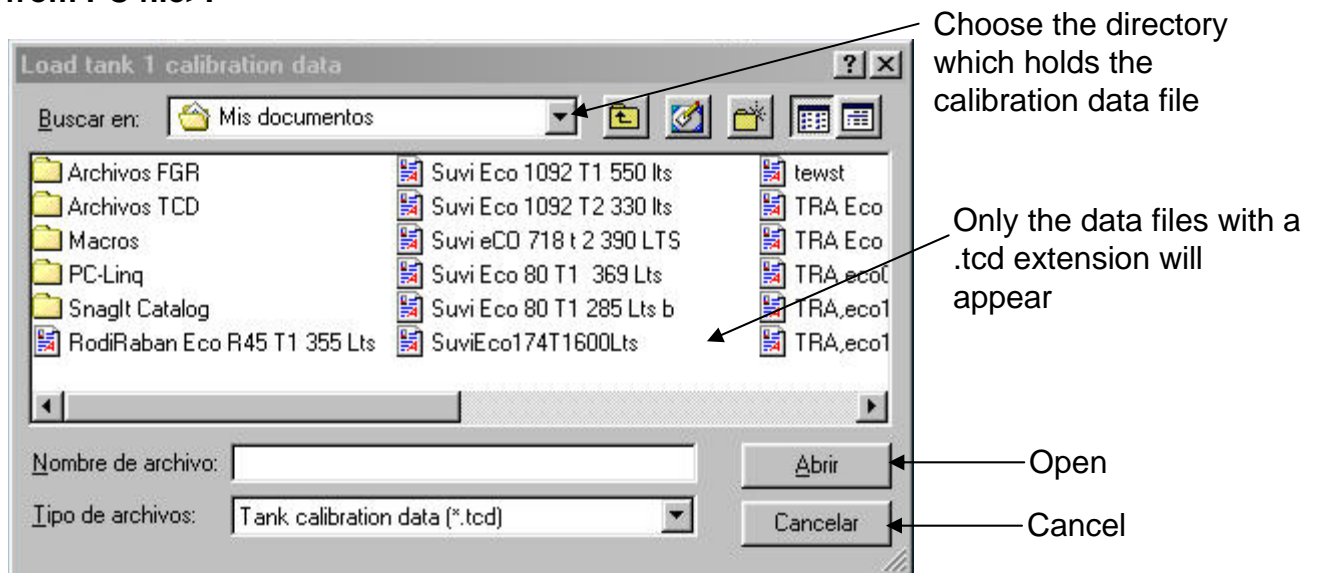 Choose the directory
which holds the
calibration data file
Load tank 1 calibration data
Buscar en: Mis documentos
Archivos FGR
Archivos TCD
Macros
PC-Linq
SnagIt Catalog
RodiRaban Eco R45 T1 355 Lts
Suvi Eco 1092 T1 550 lts
Suvi Eco 1092 T2 330 lts
Suvi eCO 718 t 2 390 LTS
Suvi Eco 80 T1 369 Lts
Suvi Eco 80 T1 285 Lts b
SuviEco174T1600Lts
tewst
TRA Eco
TRA Eco
TRA,eco1
TRA,eco1
Only the data files with a
.tcd extension will
appear
Nombre de archivo:
Abrir
Open
Tipo de archivos: Tank calibration data (*.tcd)
Cancelar
Cancel